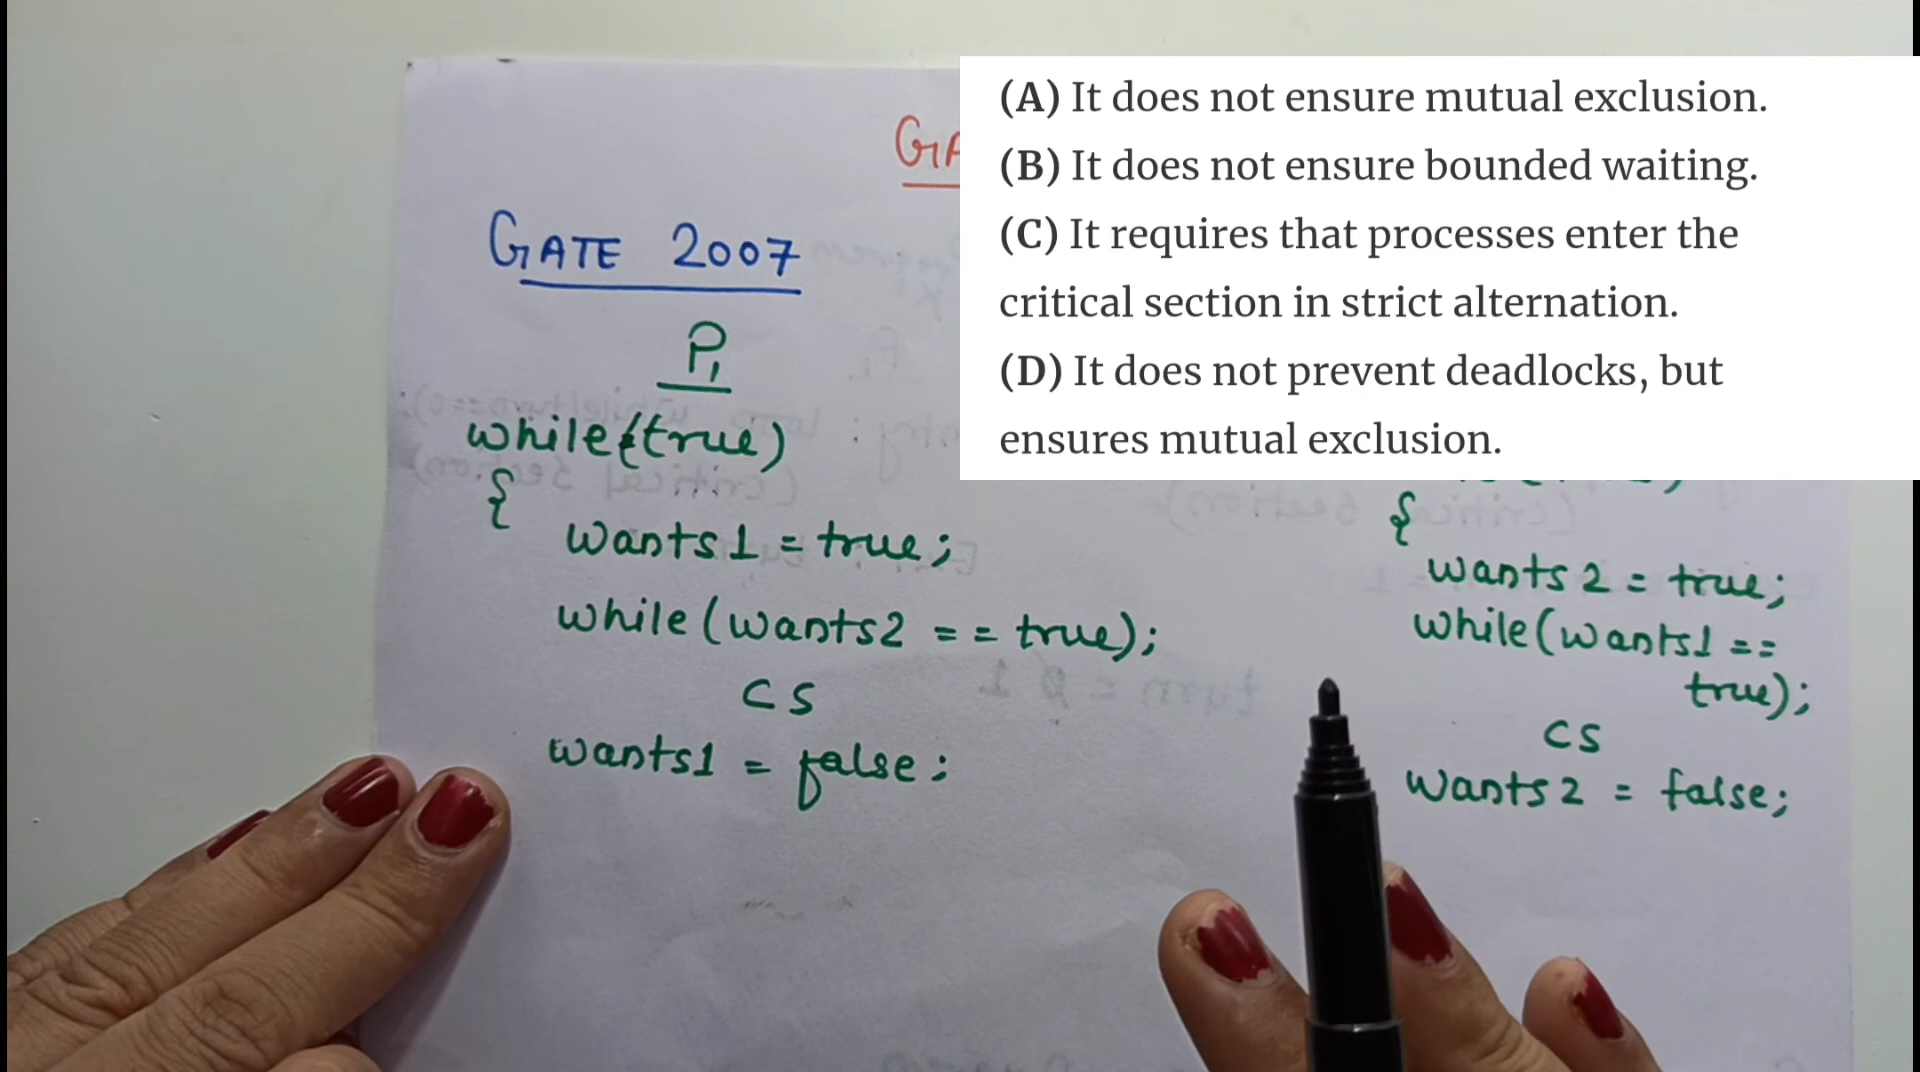 (A) It does not ensure mutual exclusion.
(B) It does not ensure bounded waiting.
(C) It requires that processes enter the
critical section in strict alternation.
(D) It does not prevent deadlocks, but
ensures mutual exclusion.
GATE 2007
P1
while(true)
{
wants1 = true;
while(wants2 == true);
CS
wants1 = false;
{
wants2 = true;
while(wants1 ==
true);
CS
wants2 = false;